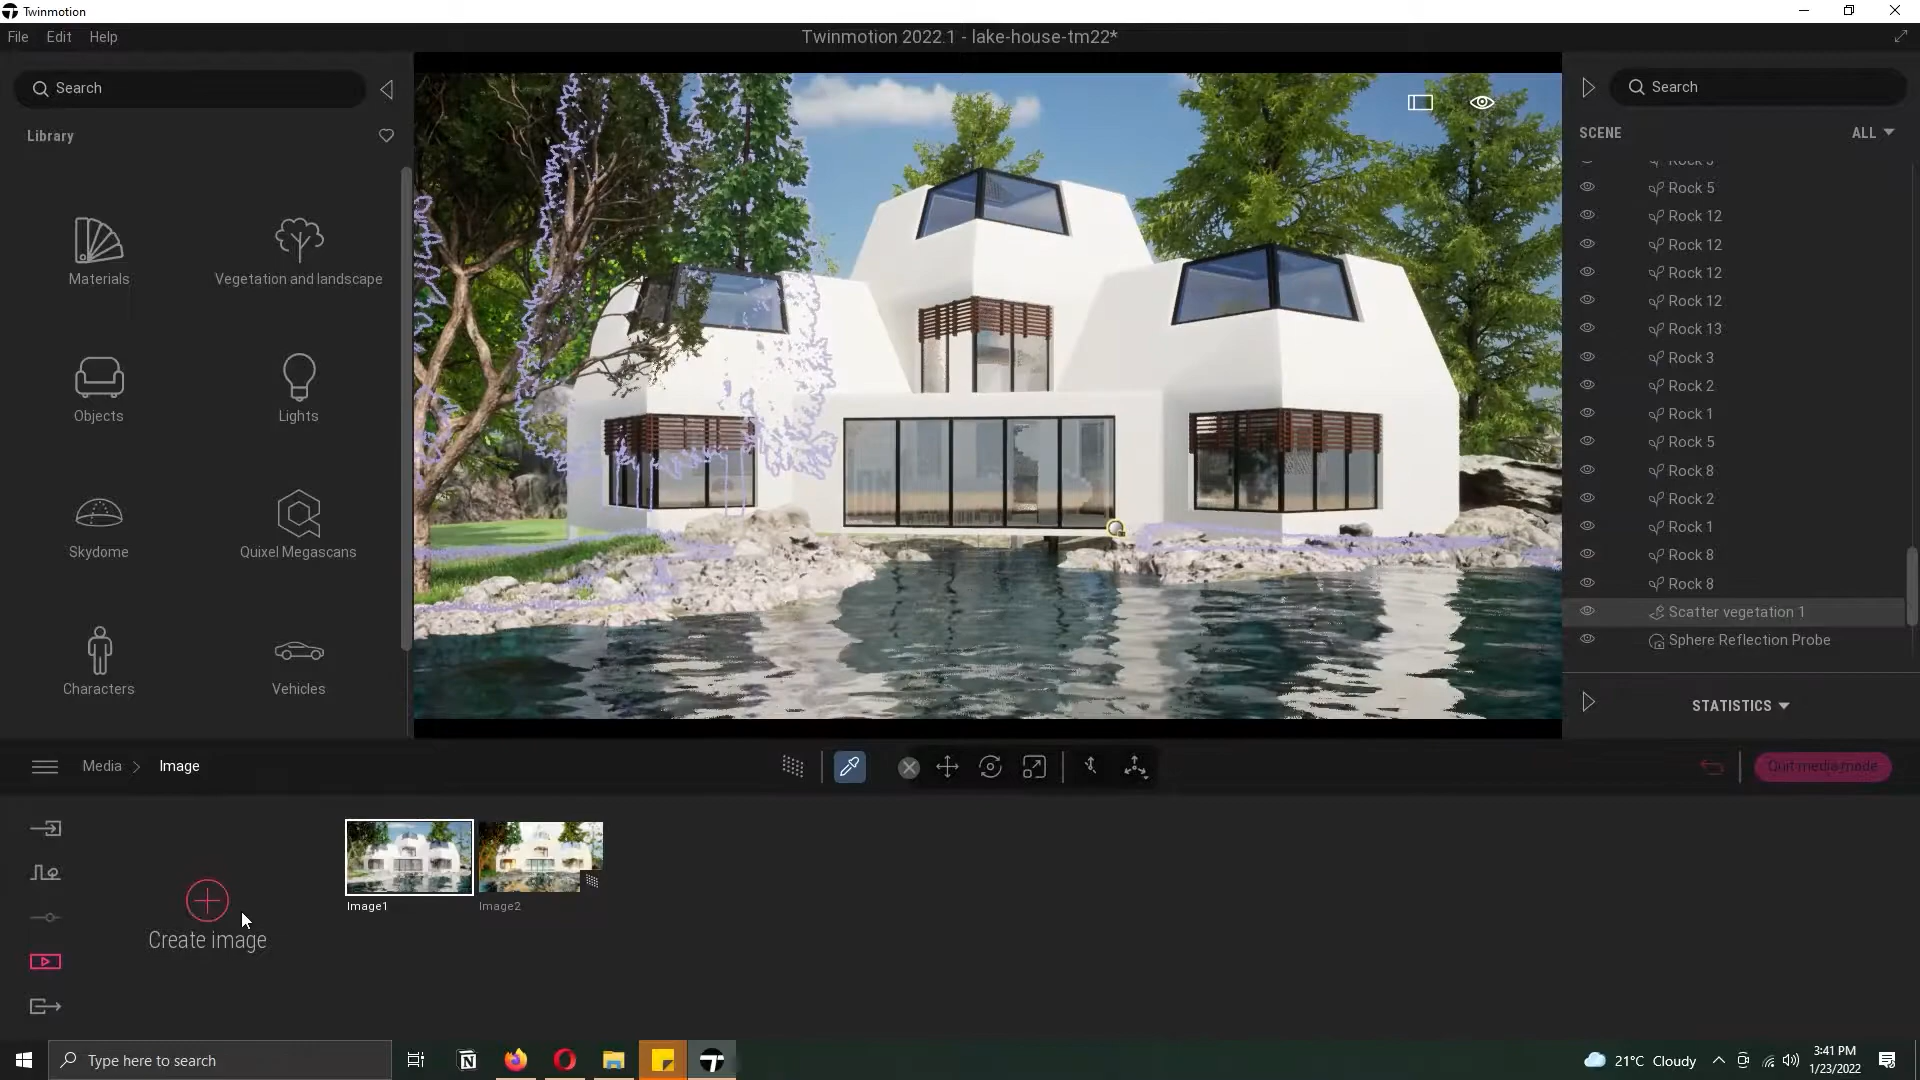 Twinmotion
File Edit Help
Twinmotion 2022.1 - lake-house-tm22*
Search
Library
Materials
Vegetation and landscape
Objects
Lights
Skydome
Quixel Megascans
Characters
Vehicles
Search
SCENE
ALL
Rock 5
Rock 12
Rock 12
Rock 12
Rock 12
Rock 13
Rock 3
Rock 2
Rock 1
Rock 5
Rock 8
Rock 2
Rock 1
Rock 8
Rock 8
Scatter vegetation 1
Sphere Reflection Probe
STATISTICS
Media > Image
Quit media mode
Create image
Image1
Image2
Type here to search
21°C Cloudy
3:41 PM
1/23/2022